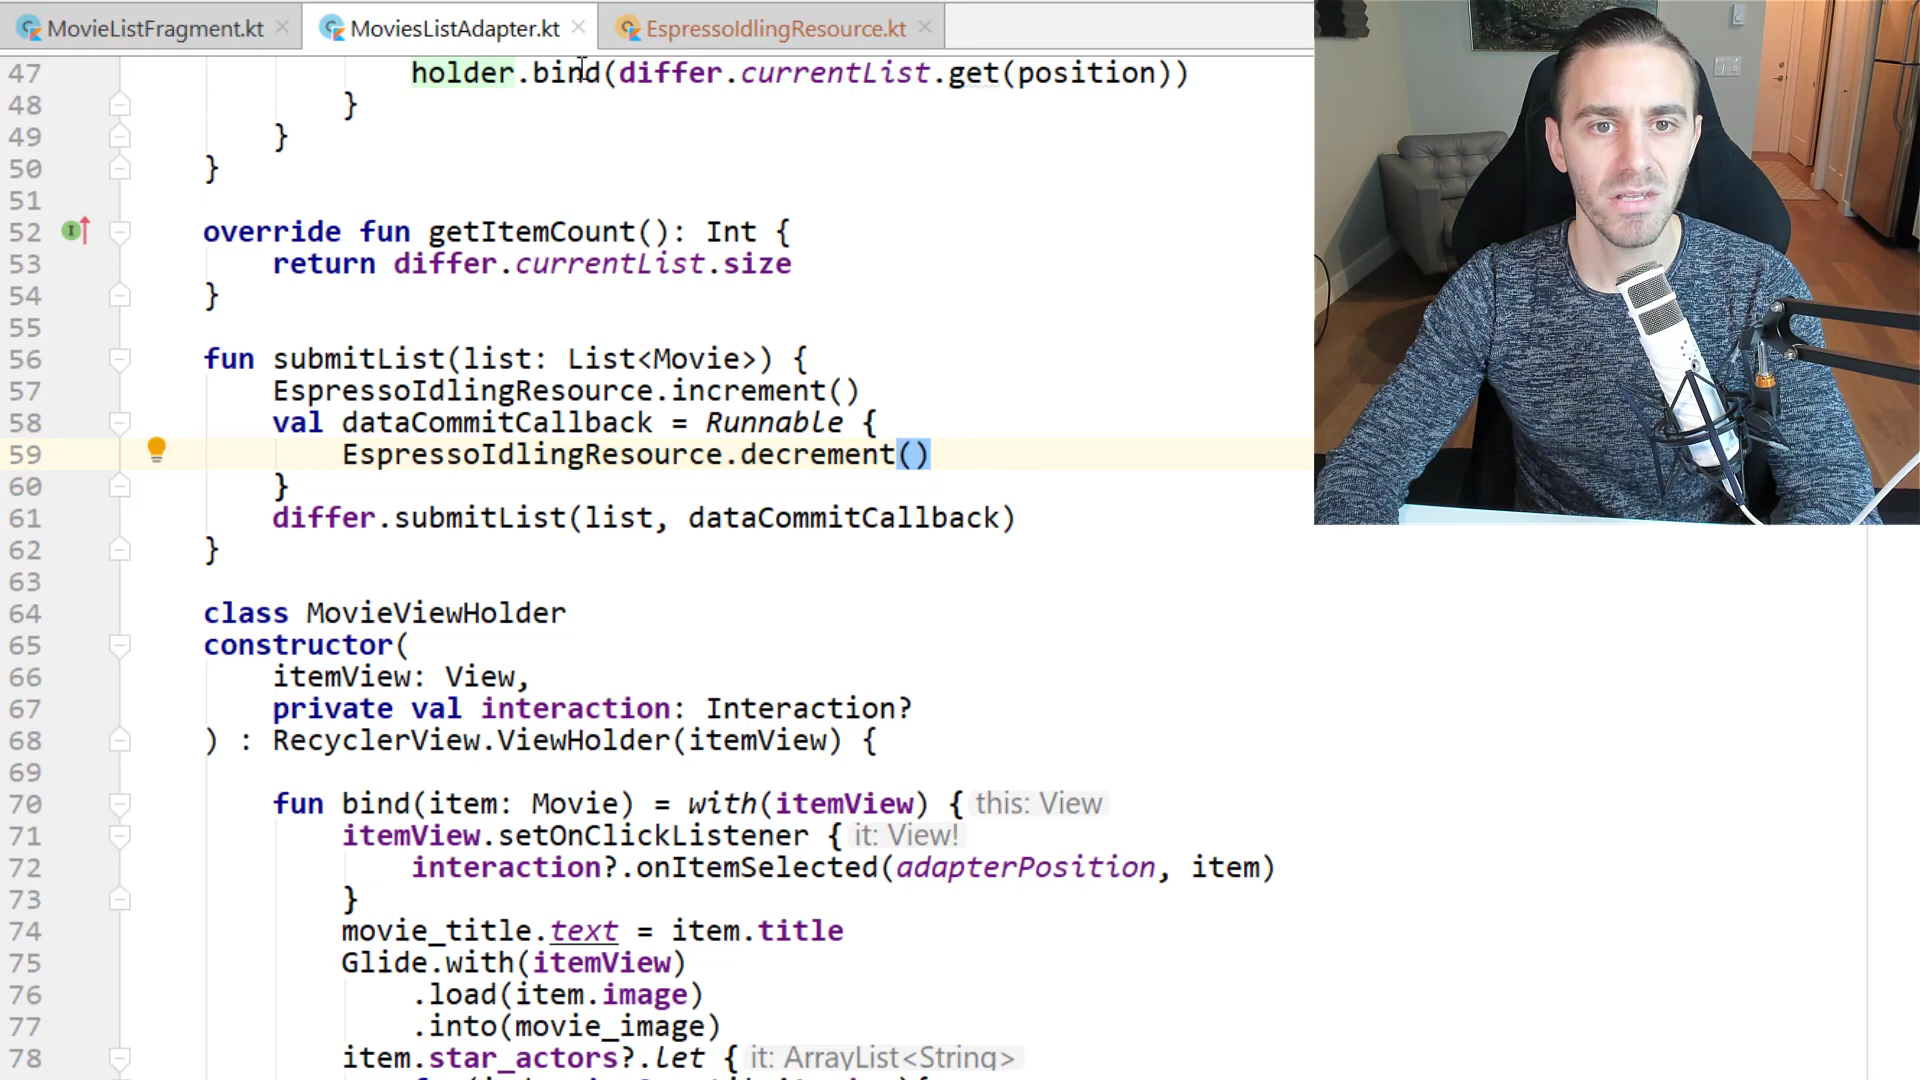 MovieListFragment.kt
MoviesListAdapter.kt
EspressoIdlingResource.kt
47 holder.bind(differ.currentList.get(position))
48 }
49 }
50 }
51
52 override fun getItemCount(): Int {
53 return differ.currentList.size
54 }
55
56 fun submitList(list: List<Movie>) {
57 EspressoIdlingResource.increment()
58 val dataCommitCallback = Runnable {
59 EspressoIdlingResource.decrement()
60 }
61 differ.submitList(list, dataCommitCallback)
62 }
63
64 class MovieViewHolder
65 constructor(
66 itemView: View,
67 private val interaction: Interaction?
68 ) : RecyclerView.ViewHolder(itemView) {
69
70 fun bind(item: Movie) = with(itemView) { this: View
71 itemView.setOnClickListener { it: View!
72 interaction?.onItemSelected(adapterPosition, item)
73 }
74 movie_title.text = item.title
75 Glide.with(itemView)
76 .load(item.image)
77 .into(movie_image)
78 item.star_actors?.let { it: ArrayList<String>